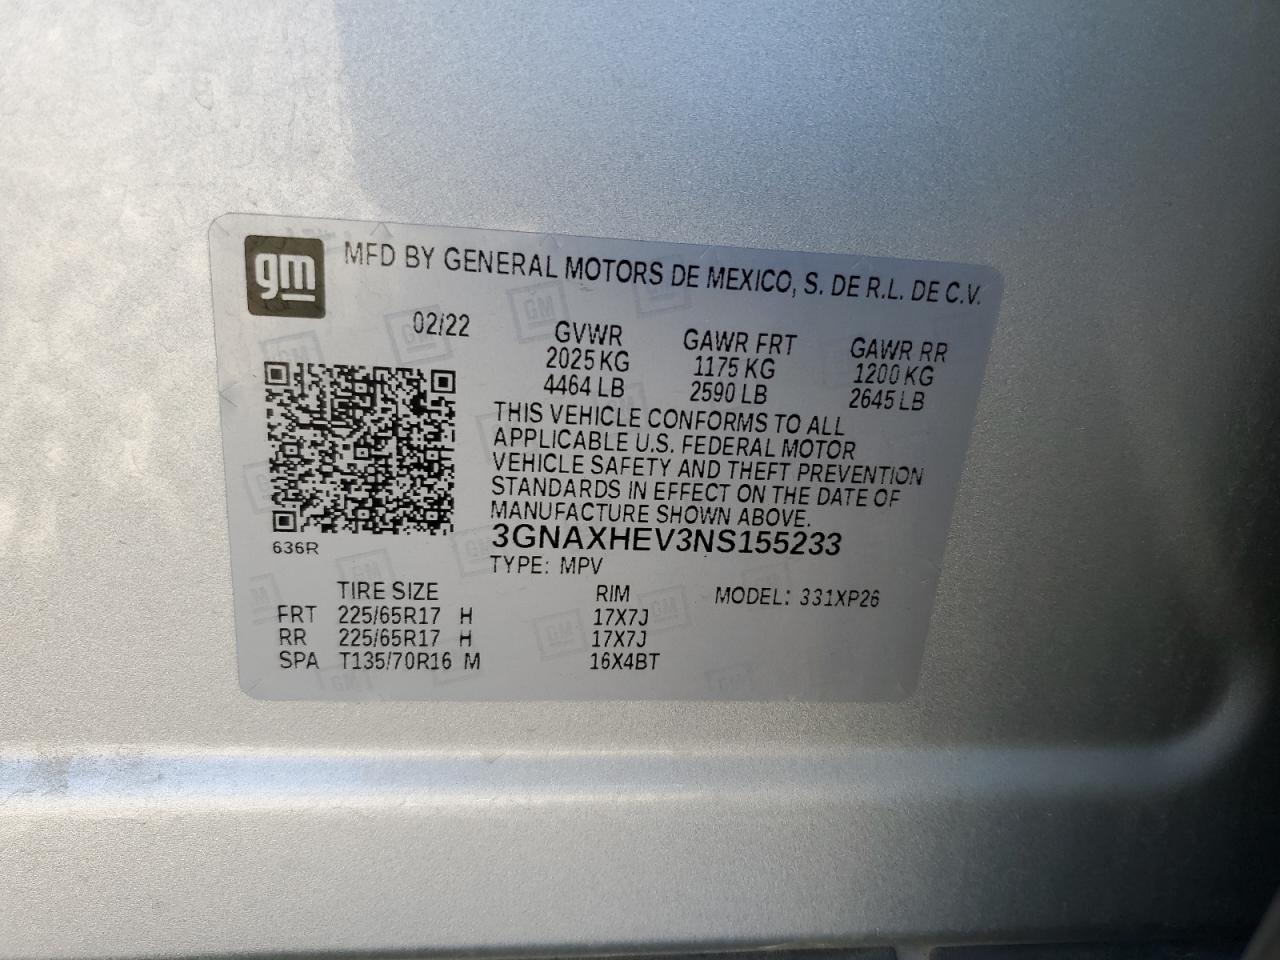 gm
MFD BY GENERAL MOTORS DE MEXICO, S. DE R.L. DE C.V.
02/22
GVWR GAWR FRT GAWR RR
2025 KG 1175 KG 1200 KG
4464 LB 2590 LB 2645 LB
THIS VEHICLE CONFORMS TO ALL
APPLICABLE U.S. FEDERAL MOTOR
VEHICLE SAFETY AND THEFT PREVENTION
STANDARDS IN EFFECT ON THE DATE OF
MANUFACTURE SHOWN ABOVE.
3GNAXHEV3NS155233
636R
TYPE: MPV
TIRE SIZE RIM MODEL: 331XP26
FRT 225/65R17 H 17X7J
RR 225/65R17 H 17X7J
SPA T135/70R16 M 16X4BT